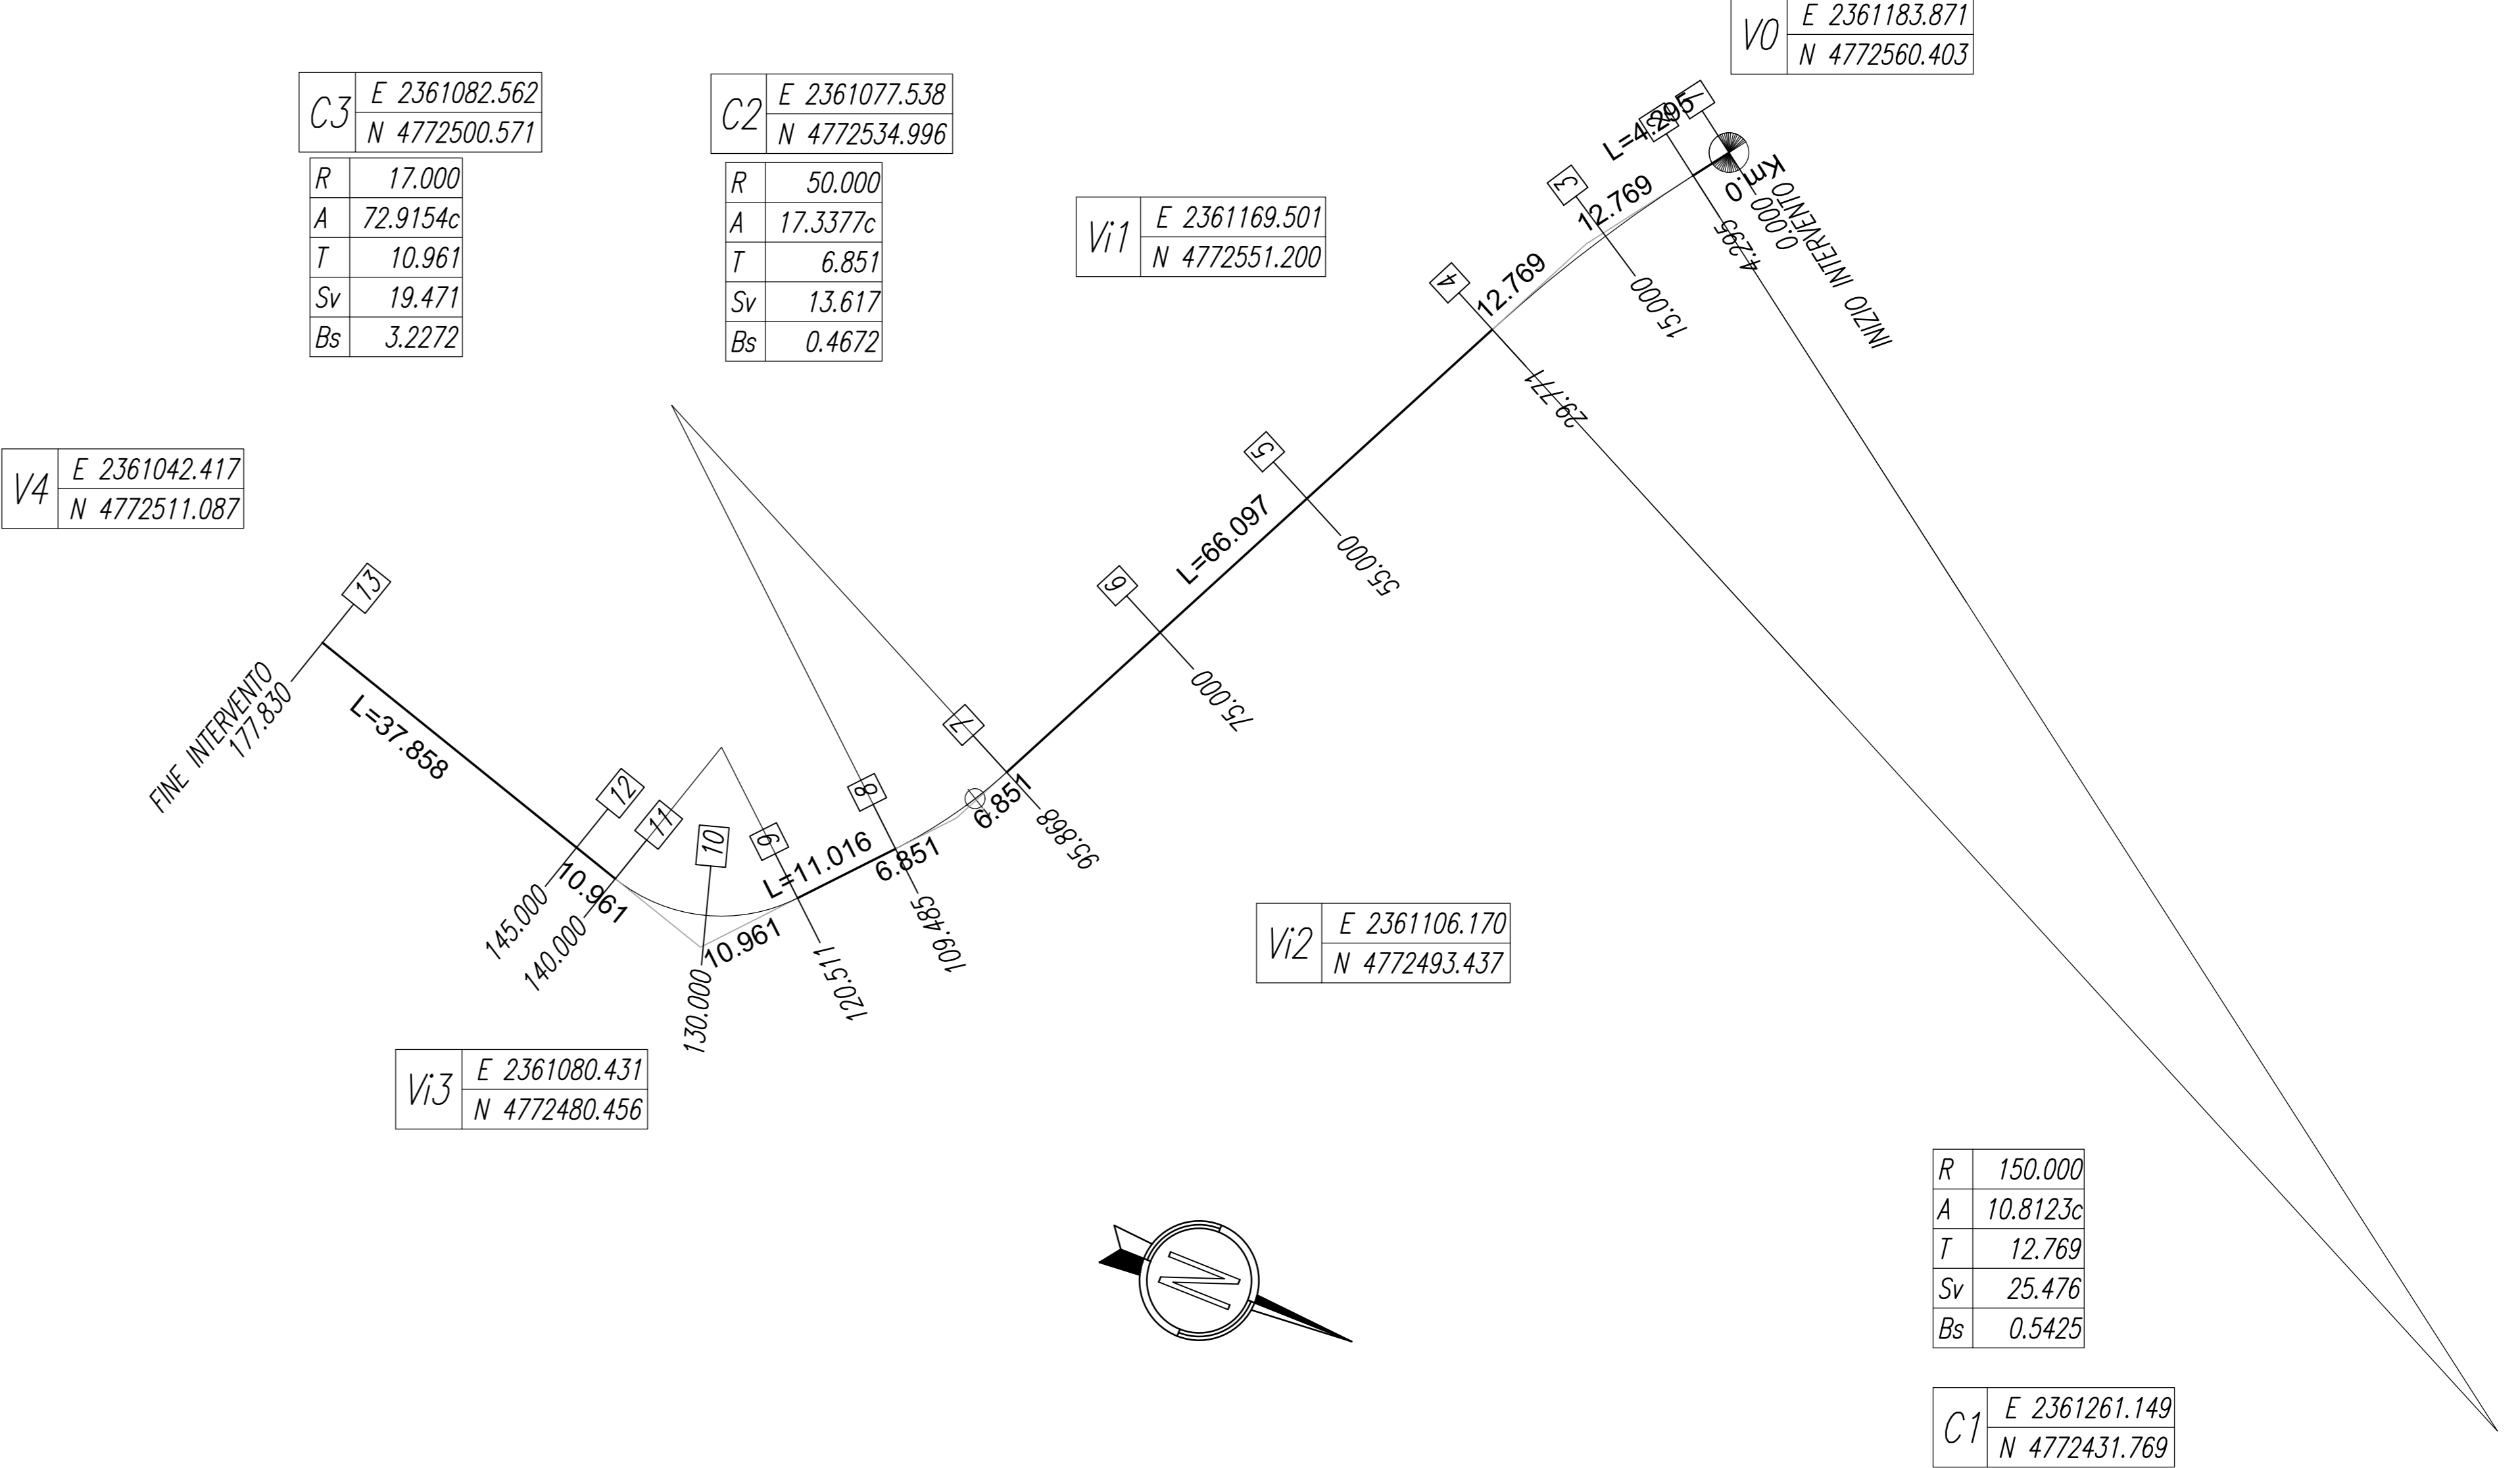 V0
E 2361183.871
N 4772560.403
C3
E 2361082.562
N 4772500.571
R 17.000
A 72.9154c
T 10.961
Sv 19.471
Bs 3.2272
C2
E 2361077.538
N 4772534.996
R 50.000
A 17.3377c
T 6.851
Sv 13.617
Bs 0.4672
Vi1
E 2361169.501
N 4772551.200
V4
E 2361042.417
N 4772511.087
1
2
L=4.295
Km.0
0.000
INIZIO INTERVENTO
4.295
3
12.769
15.000
4
12.769
29.771
5
55.000
L=66.097
6
75.000
7
95.868
6.851
8
6.851
109.485
L=11.016
9
120.511
10.961
10
130.000
11
140.000
10.961
12
145.000
L=37.858
13
FINE INTERVENTO
177.830
Vi2
E 2361106.170
N 4772493.437
Vi3
E 2361080.431
N 4772480.456
N
R 150.000
A 10.8123c
T 12.769
Sv 25.476
Bs 0.5425
C1
E 2361261.149
N 4772431.769